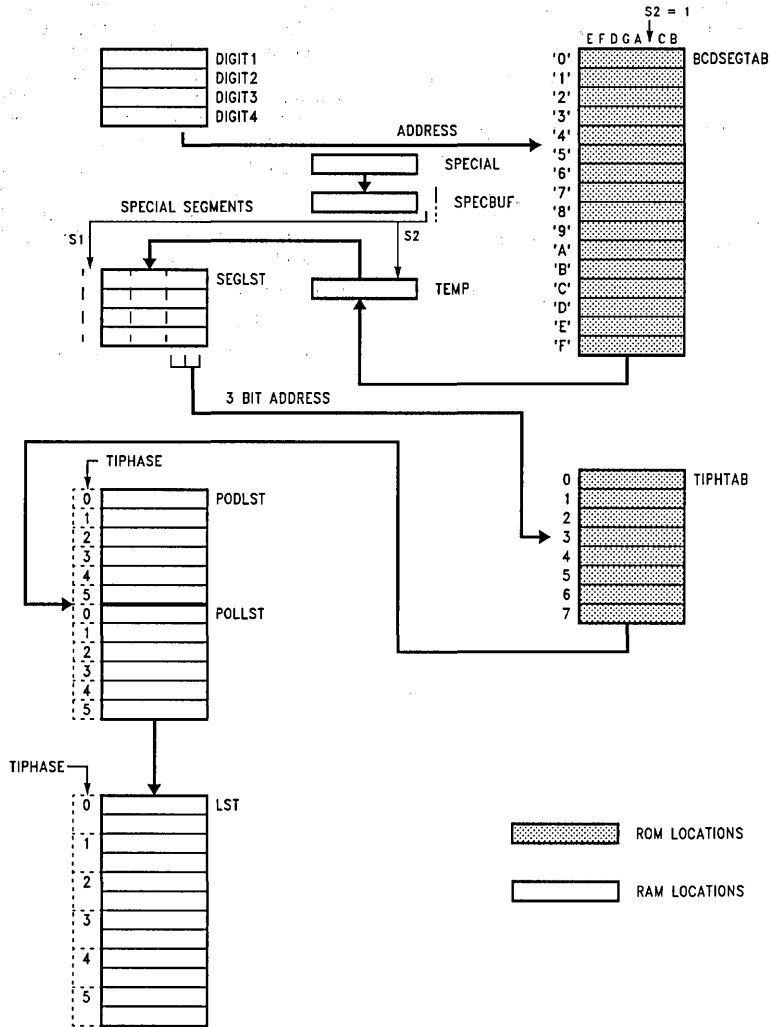 S2 = 1
E F D G A C B
BCDSEGTAB
DIGIT1
DIGIT2
DIGIT3
DIGIT4
'0'
'1'
'2'
'3'
'4'
'5'
'6'
'7'
'8'
'9'
'A'
'B'
'C'
'D'
'E'
'F'
ADDRESS
SPECIAL
SPECBUF
SPECIAL SEGMENTS
S1
S2
SEGLST
TEMP
3 BIT ADDRESS
TIPHASE
0
1
2
3
4
5
PODLST
0
1
2
3
4
5
POLLST
0
1
2
3
4
5
6
7
TIPHTAB
TIPHASE
0
1
2
3
4
5
LST
ROM LOCATIONS
RAM LOCATIONS